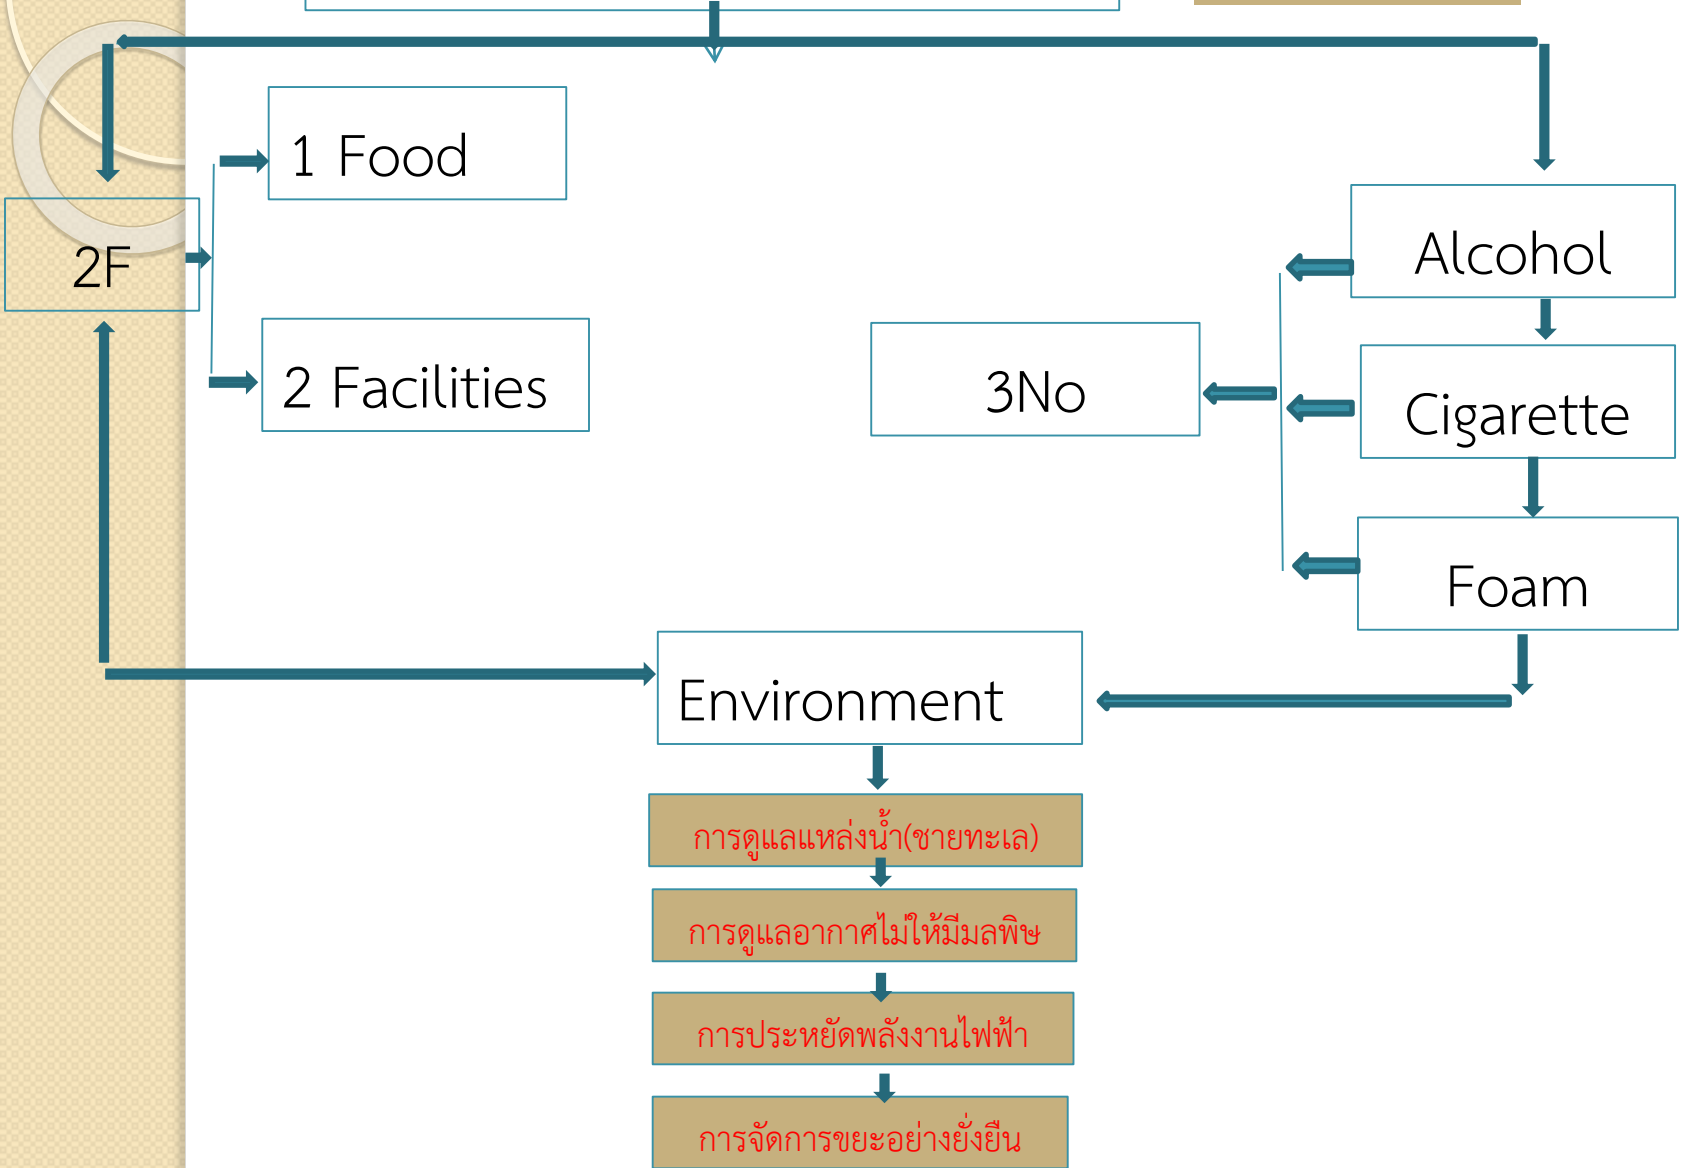 1 Food
2F
2 Facilities
3No
Alcohol
Cigarette
Foam
Environment
การดูแลแหล่งน้ำ(ชายทะเล)
การดูแลอากาศไม่ให้มีมลพิษ
การประหยัดพลังงานไฟฟ้า
การจัดการขยะอย่างยั่งยืน